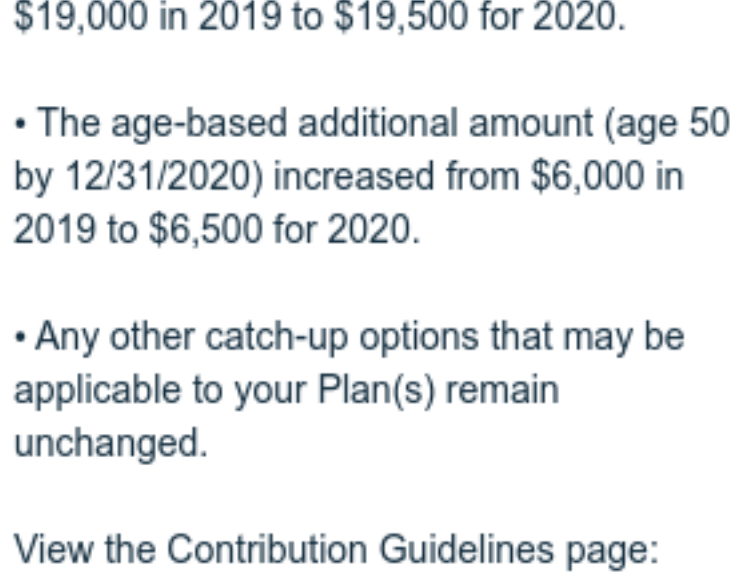 $19,000 in 2019 to $19,500 for 2020.
• The age-based additional amount (age 50
by 12/31/2020) increased from $6,000 in
2019 to $6,500 for 2020.
• Any other catch-up options that may be
applicable to your Plan(s) remain
unchanged.
View the Contribution Guidelines page: